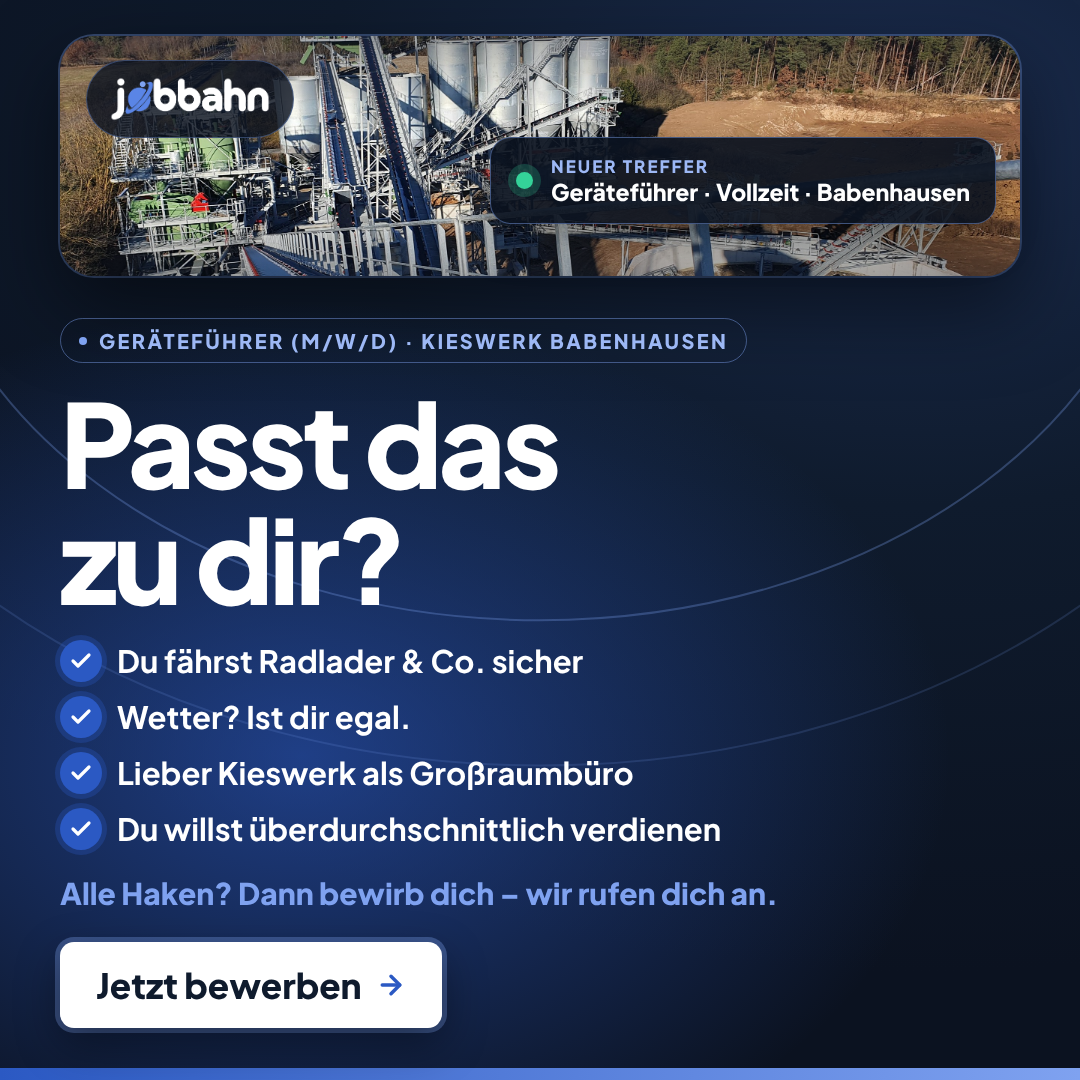 jobbahn
NEUER TREFFER
Geräteführer · Vollzeit · Babenhausen
GERÄTEFÜHRER (M/W/D) · KIESWERK BABENHAUSEN
Passt das
zu dir?
Du fährst Radlader & Co. sicher
Wetter? Ist dir egal.
Lieber Kieswerk als Großraumbüro
Du willst überdurchschnittlich verdienen
Alle Haken? Dann bewirb dich – wir rufen dich an.
Jetzt bewerben →